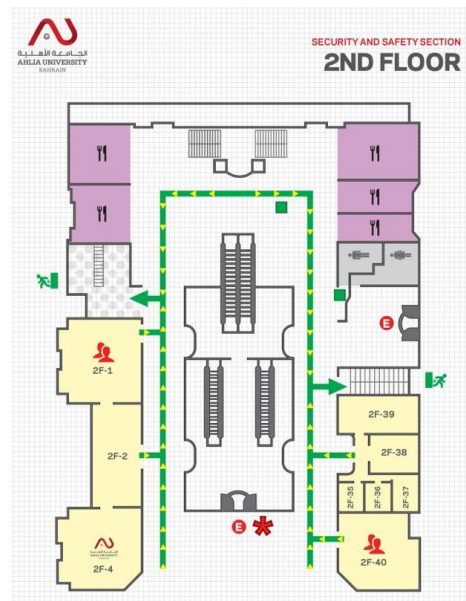 الجامعة الأهلية
AHLIA UNIVERSITY
BAHRAIN
SECURITY AND SAFETY SECTION
2ND FLOOR
E
2F-1
2F-39
2F-2
2F-38
2F-35
2F-36
2F-37
E
2F-4
2F-40